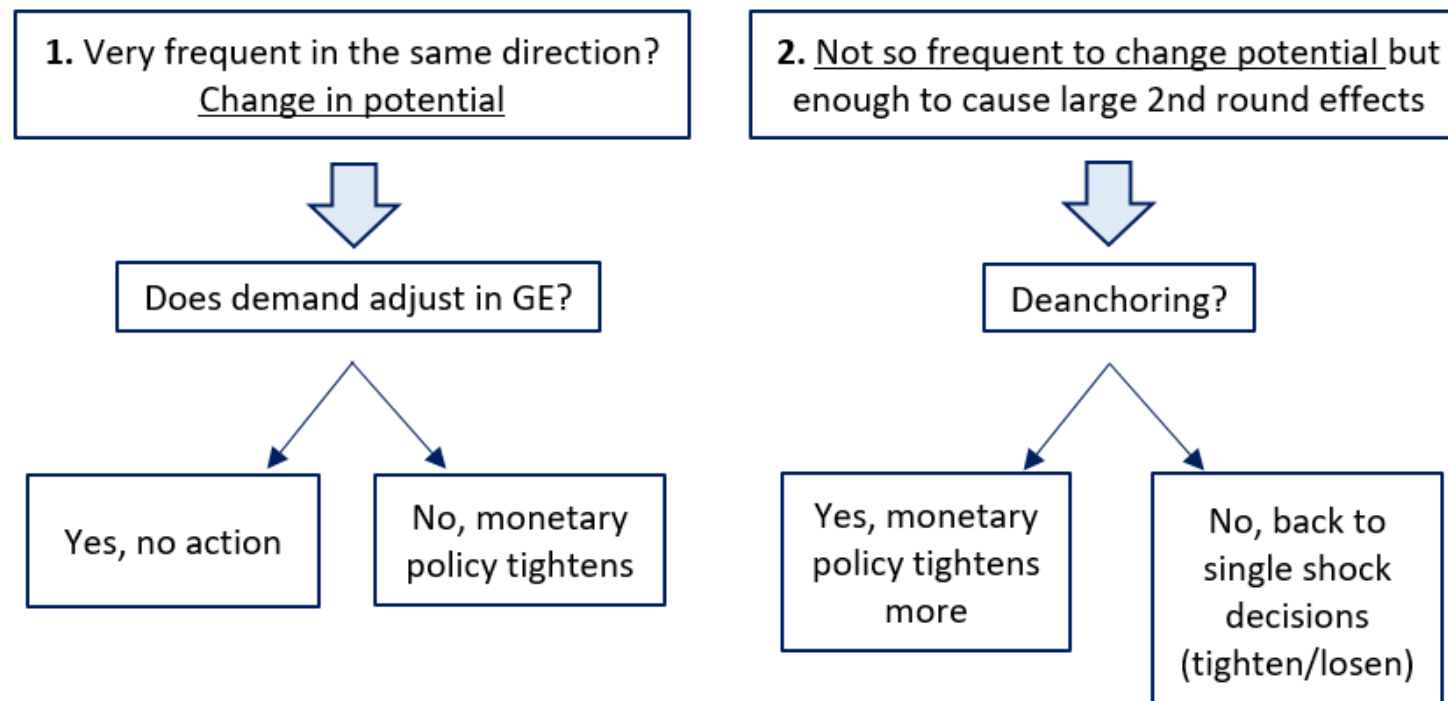 1. Very frequent in the same direction?
Change in potential
Does demand adjust in GE?
Yes, no action
No, monetary
policy tightens
2. Not so frequent to change potential but
enough to cause large 2nd round effects
Deanchoring?
Yes, monetary
policy tightens
more
No, back to
single shock
decisions
(tighten/losen)